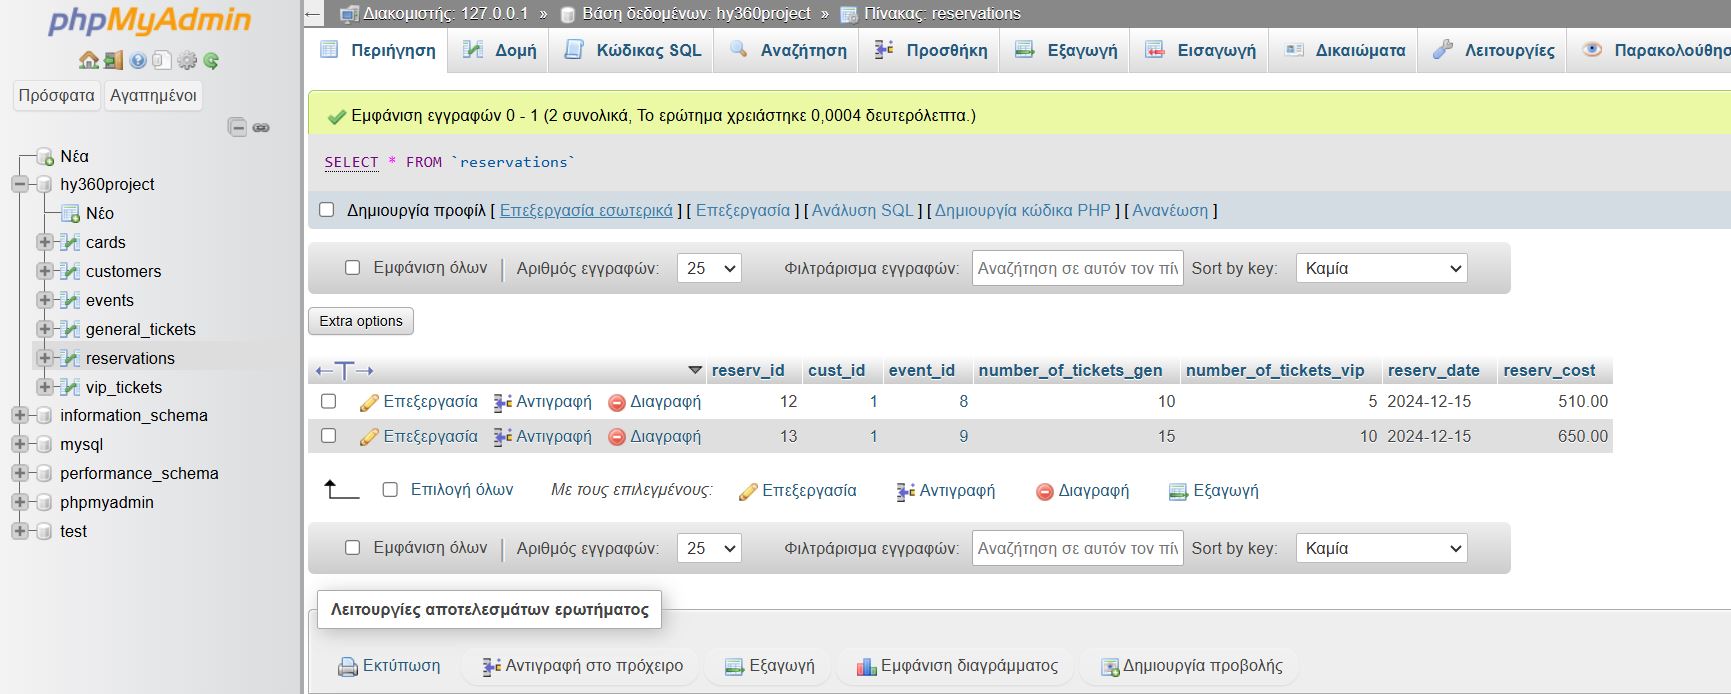 phpMyAdmin
Πρόσφατα Αγαπημένοι
Νέα
hy360project
Νέο
cards
customers
events
general_tickets
reservations
vip_tickets
information_schema
mysql
performance_schema
phpmyadmin
test
← Διακομιστής: 127.0.0.1 » Βάση δεδομένων: hy360project » Πίνακας: reservations
Περιήγηση Δομή Κώδικας SQL Αναζήτηση Προσθήκη Εξαγωγή Εισαγωγή Δικαιώματα Λειτουργίες Παρακολούθησ
Εμφάνιση εγγραφών 0 - 1 (2 συνολικά, Το ερώτημα χρειάστηκε 0,0004 δευτερόλεπτα.)
SELECT * FROM `reservations`
Δημιουργία προφίλ [ Επεξεργασία εσωτερικά ] [ Επεξεργασία ] [ Ανάλυση SQL ] [ Δημιουργία κώδικα PHP ] [ Ανανέωση ]
Εμφάνιση όλων | Αριθμός εγγραφών: 25 Φιλτράρισμα εγγραφών: Αναζήτηση σε αυτόν τον πίν Sort by key: Καμία
Extra options
←T→ reserv_id cust_id event_id number_of_tickets_gen number_of_tickets_vip reserv_date reserv_cost
Επεξεργασία Αντιγραφή Διαγραφή 12 1 8 10 5 2024-12-15 510.00
Επεξεργασία Αντιγραφή Διαγραφή 13 1 9 15 10 2024-12-15 650.00
Επιλογή όλων Με τους επιλεγμένους: Επεξεργασία Αντιγραφή Διαγραφή Εξαγωγή
Εμφάνιση όλων | Αριθμός εγγραφών: 25 Φιλτράρισμα εγγραφών: Αναζήτηση σε αυτόν τον πίν Sort by key: Καμία
Λειτουργίες αποτελεσμάτων ερωτήματος
Εκτύπωση Αντιγραφή στο πρόχειρο Εξαγωγή Εμφάνιση διαγράμματος Δημιουργία προβολής